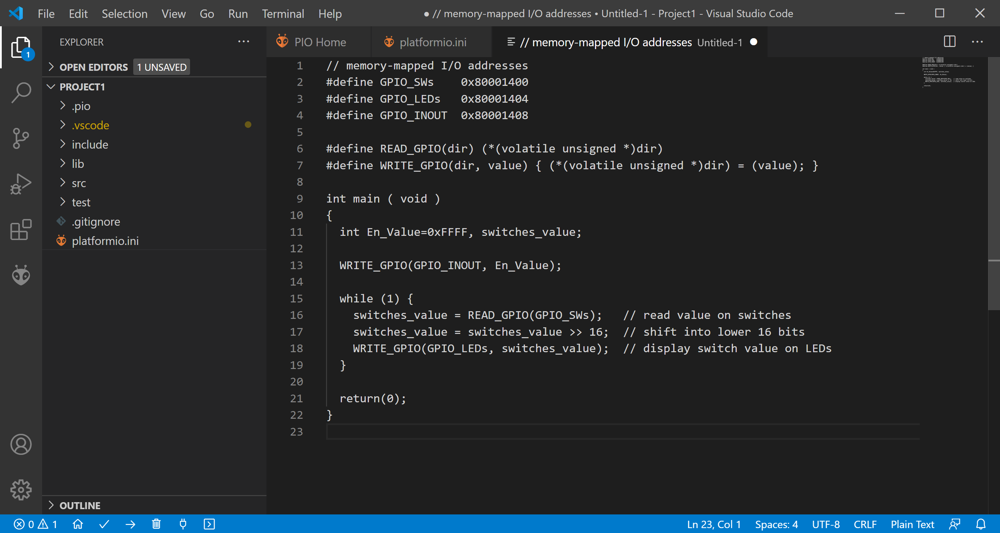 File Edit Selection View Go Run Terminal Help ● // memory-mapped I/O addresses • Untitled-1 - Project1 - Visual Studio Code
EXPLORER ···
PIO Home platformio.ini // memory-mapped I/O addresses Untitled-1 ●
1
OPEN EDITORS 1 UNSAVED
PROJECT1
.pio
.vscode
include
lib
src
test
.gitignore
platformio.ini
OUTLINE
1 // memory-mapped I/O addresses
2 #define GPIO_SWs    0x80001400
3 #define GPIO_LEDs   0x80001404
4 #define GPIO_INOUT  0x80001408
5
6 #define READ_GPIO(dir) (*(volatile unsigned *)dir)
7 #define WRITE_GPIO(dir, value) { (*(volatile unsigned *)dir) = (value); }
8
9 int main ( void )
10 {
11   int En_Value=0xFFFF, switches_value;
12
13   WRITE_GPIO(GPIO_INOUT, En_Value);
14
15   while (1) {
16     switches_value = READ_GPIO(GPIO_SWs);   // read value on switches
17     switches_value = switches_value >> 16;  // shift into lower 16 bits
18     WRITE_GPIO(GPIO_LEDs, switches_value);  // display switch value on LEDs
19   }
20
21   return(0);
22 }
23
0 1 Ln 23, Col 1 Spaces: 4 UTF-8 CRLF Plain Text